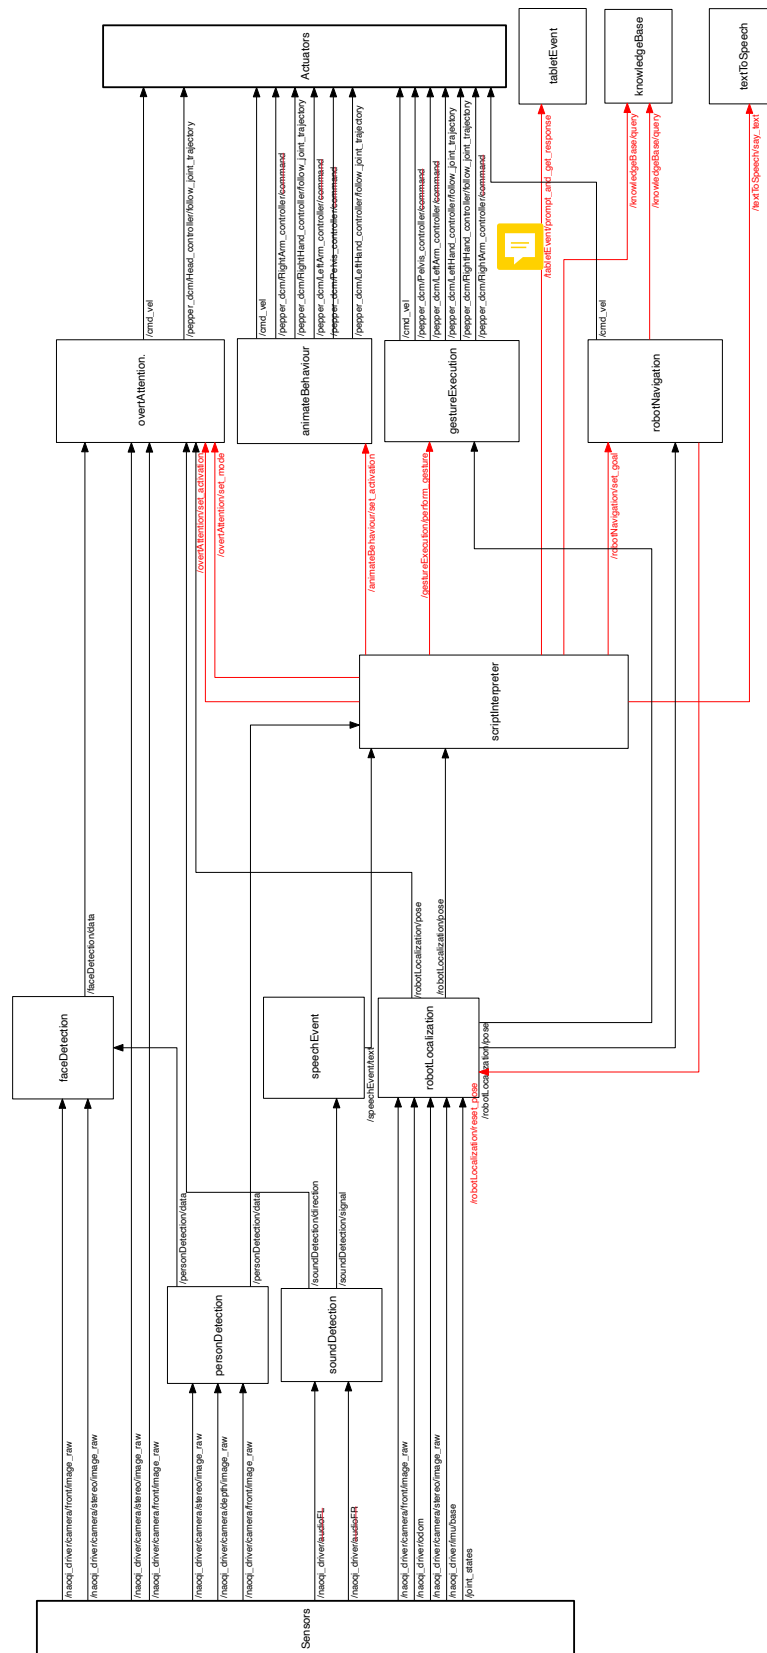 Actuators
tabletEvent
knowledgeBase
textToSpeech
/cmd_vel
/pepper_dcm/Head_controller/follow_joint_trajectory
/cmd_vel
/pepper_dcm/RightArm_controller/command
/pepper_dcm/RightHand_controller/follow_joint_trajectory
/pepper_dcm/LeftArm_controller/command
/pepper_dcm/Pelvis_controller/command
/pepper_dcm/LeftHand_controller/follow_joint_trajectory
/cmd_vel
/pepper_dcm/Pelvis_controller/command
/pepper_dcm/LeftArm_controller/command
/pepper_dcm/LeftHand_controller/follow_joint_trajectory
/pepper_dcm/RightHand_controller/follow_joint_trajectory
/pepper_dcm/RightArm_controller/command
/tabletEvent/prompt_and_get_response
/cmd_vel
/knowledgeBase/query
/knowledgeBase/query
/textToSpeech/say_text
overtAttention.
animateBehaviour
gestureExecution
robotNavigation
/overtAttention/set_activation
/overtAttention/set_mode
/animateBehaviour/set_activation
/gestureExecution/perform_gesture
/robotNavigation/set_goal
scriptInterpreter
/faceDetection/data
/robotLocalization/pose
/robotLocalization/pose
faceDetection
speechEvent
robotLocalization
/speechEvent/text
/robotLocalization/pose
/robotLocalization/reset_pose
/personDetection/data
/personDetection/data
/soundDetection/direction
/soundDetection/signal
personDetection
soundDetection
/naoqi_driver/camera/front/image_raw
/naoqi_driver/camera/stereo/image_raw
/naoqi_driver/camera/stereo/image_raw
/naoqi_driver/camera/front/image_raw
/naoqi_driver/camera/stereo/image_raw
/naoqi_driver/camera/depth/image_raw
/naoqi_driver/camera/front/image_raw
/naoqi_driver/audioFL
/naoqi_driver/audioFR
/naoqi_driver/camera/front/image_raw
/naoqi_driver/odom
/naoqi_driver/camera/stereo/image_raw
/naoqi_driver/imu/base
/joint_states
Sensors